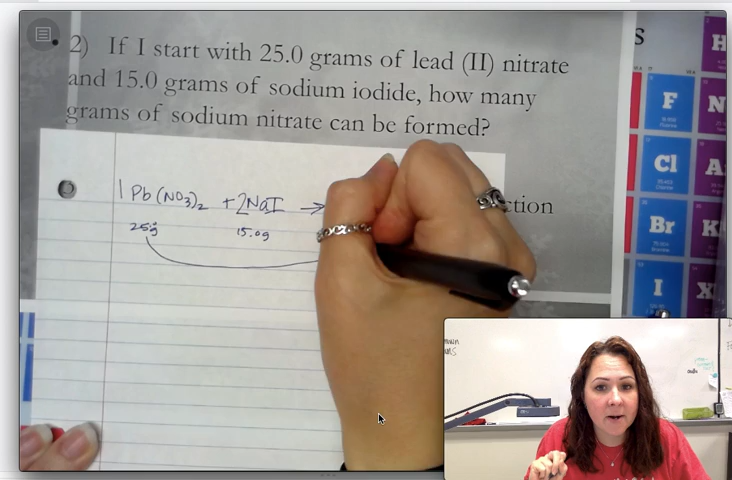 2) If I start with 25.0 grams of lead (II) nitrate
and 15.0 grams of sodium iodide, how many
grams of sodium nitrate can be formed?
1 Pb(NO3)2 + 2NaI →
ction
25g
15.0g
S
H
F
N
Cl
A
Br
K
I
X